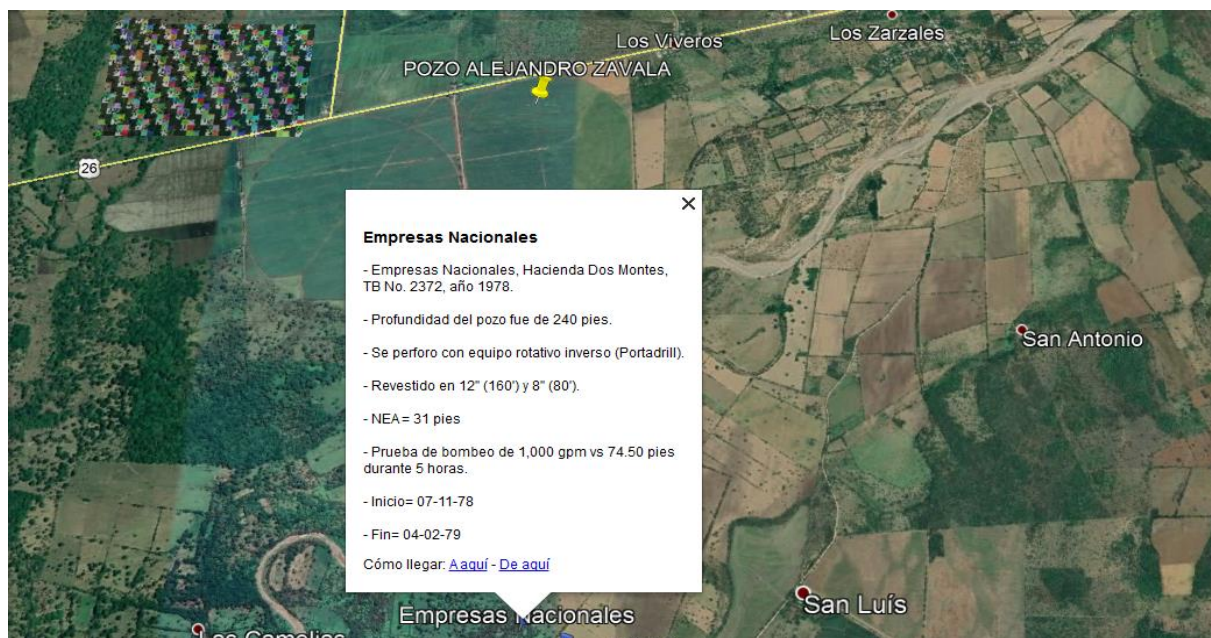 Los Viveros
Los Zarzales
POZO ALEJANDRO ZAVALA
26
Empresas Nacionales
- Empresas Nacionales, Hacienda Dos Montes,
TB No. 2372, año 1978.
- Profundidad del pozo fue de 240 pies.
- Se perforo con equipo rotativo inverso (Portadrill).
- Revestido en 12" (160') y 8" (80').
- NEA= 31 pies
- Prueba de bombeo de 1,000 gpm vs 74.50 pies
durante 5 horas.
- Inicio= 07-11-78
- Fin= 04-02-79
Cómo llegar: A aquí - De aquí
San Antonio
San Luís
Empresas Nacionales
Las Camelias